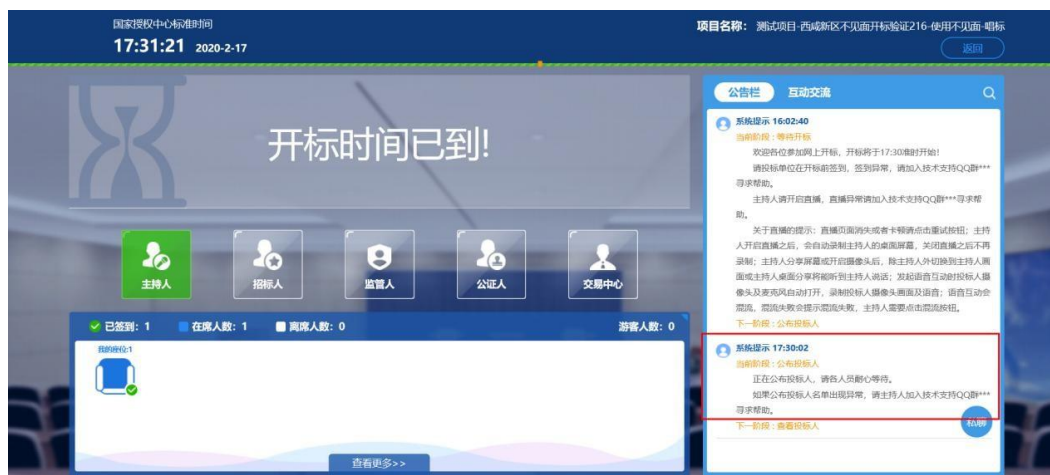 国家授权中心标准时间
17:31:21 2020-2-17
项目名称： 测试项目-西咸新区不见面开标验证216-使用不见面-唱标
返回
开标时间已到!
主持人
招标人
监管人
公证人
交易中心
已签到：1 在席人数：1 离席人数：0 游客人数：0
我的座位:1
查看更多>>
公告栏 互动交流
系统提示 16:02:40
当前阶段：等待开标
欢迎各位参加网上开标，开标将于17:30准时开始!
请投标单位在开标前签到，签到异常，请加入技术支持QQ群***
寻求帮助。
主持人请开启直播，直播异常请加入技术支持QQ群***寻求帮
助。
关于直播的提示：直播页面消失或者卡顿请点击重试按钮；主持
人开启直播之后，会自动录制主持人的桌面屏幕，关闭直播之后不再
录制；主持人分享屏幕或开启摄像头后，除主持人外切换到主持人画
面或主持人桌面分享将能听到主持人说话；发起语音互动时投标人摄
像头及麦克风自动打开，录制投标人摄像头画面及语音；语音互动会
混流，混流失败会提示混流失败，主持人需要点击混流按钮。
下一阶段：公布投标人
系统提示 17:30:02
当前阶段：公布投标人
正在公布投标人，请各人员耐心等待。
如果公布投标人名单出现异常，请主持人加入技术支持QQ群***
寻求帮助。
下一阶段：查看投标人
私聊